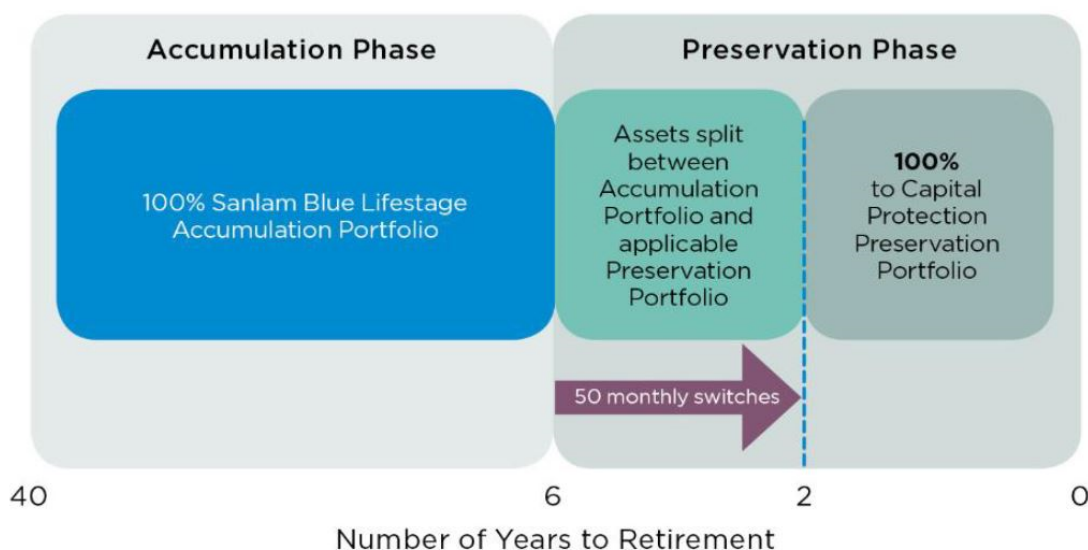 Accumulation Phase
Preservation Phase
100% Sanlam Blue Lifestage
Accumulation Portfolio
Assets split
between
Accumulation
Portfolio and
applicable
Preservation
Portfolio
100%
to Capital
Protection
Preservation
Portfolio
50 monthly switches
40
6
2
0
Number of Years to Retirement